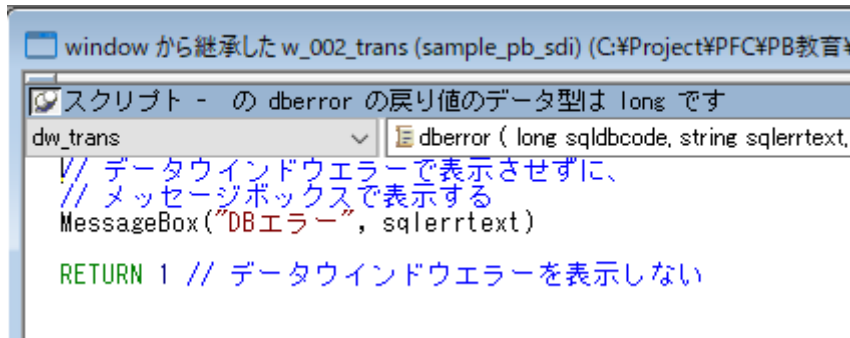 window から継承した w_002_trans (sample_pb_sdi) (C:¥Project¥PFC¥PB教育¥
スクリプト - の dberror の戻り値のデータ型は long です
dw_trans
dberror ( long sqldbcode, string sqlerrtext,
// データウインドウエラーで表示させずに、
// メッセージボックスで表示する
MessageBox("DBエラー", sqlerrtext)
RETURN 1 // データウインドウエラーを表示しない